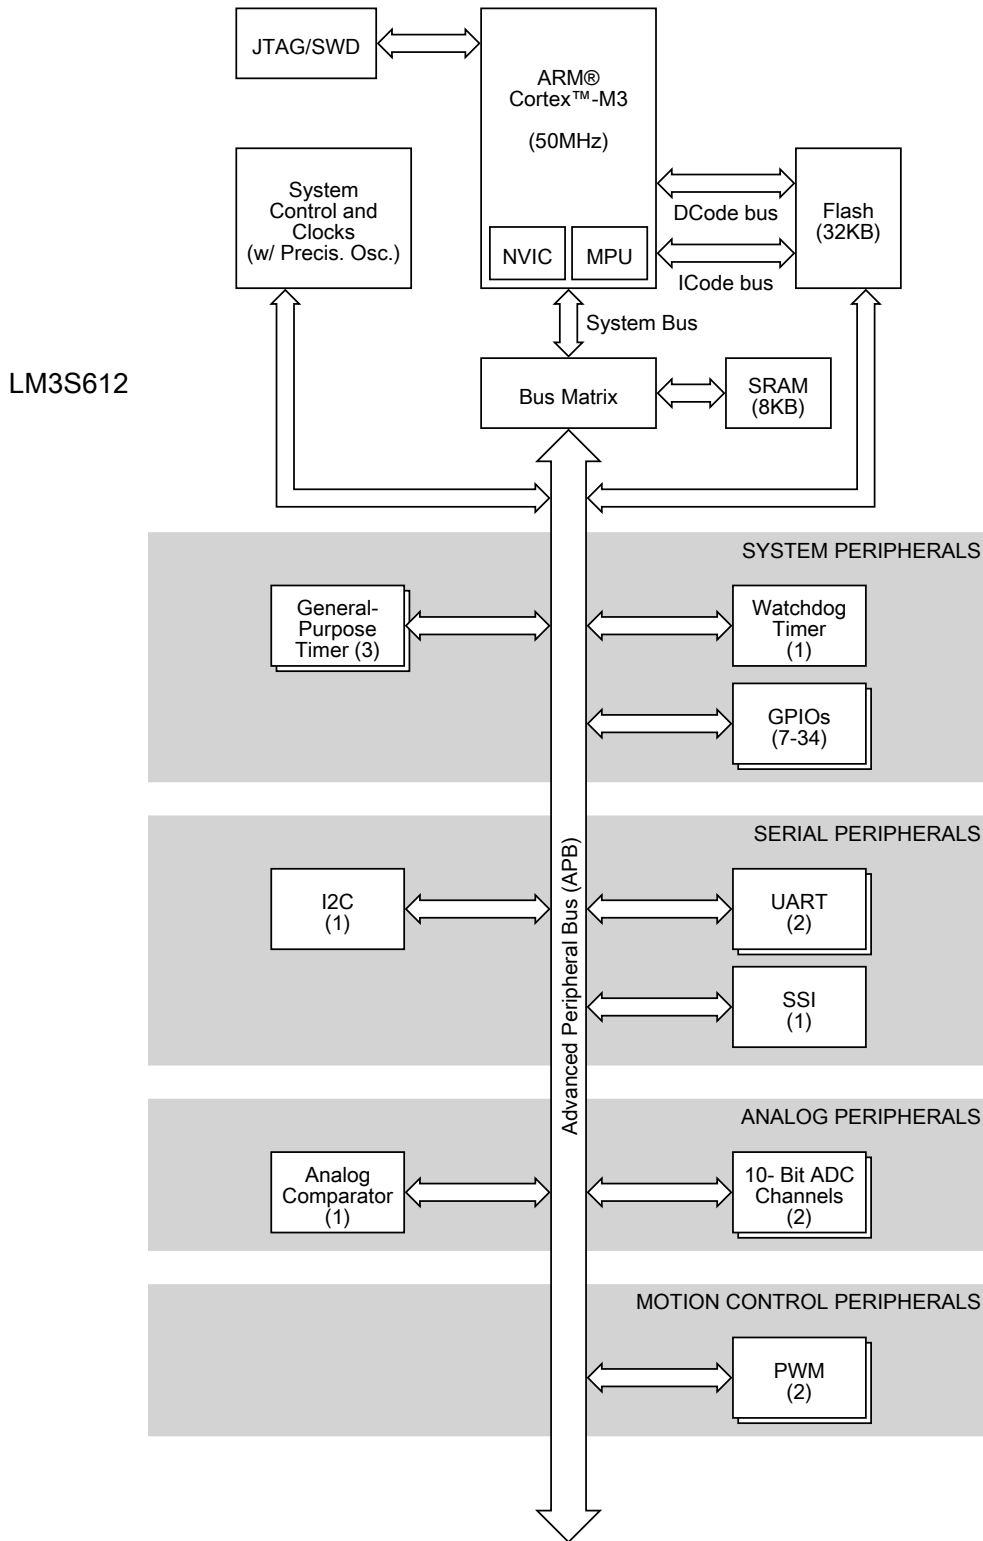 JTAG/SWD
ARM®
Cortex™-M3
(50MHz)
System
Control and
Clocks
(w/ Precis. Osc.)
DCode bus
Flash
(32KB)
NVIC
MPU
ICode bus
System Bus
LM3S612
Bus Matrix
SRAM
(8KB)
SYSTEM PERIPHERALS
General-
Purpose
Timer (3)
Watchdog
Timer
(1)
GPIOs
(7-34)
Advanced Peripheral Bus (APB)
SERIAL PERIPHERALS
I2C
(1)
UART
(2)
SSI
(1)
ANALOG PERIPHERALS
Analog
Comparator
(1)
10- Bit ADC
Channels
(2)
MOTION CONTROL PERIPHERALS
PWM
(2)